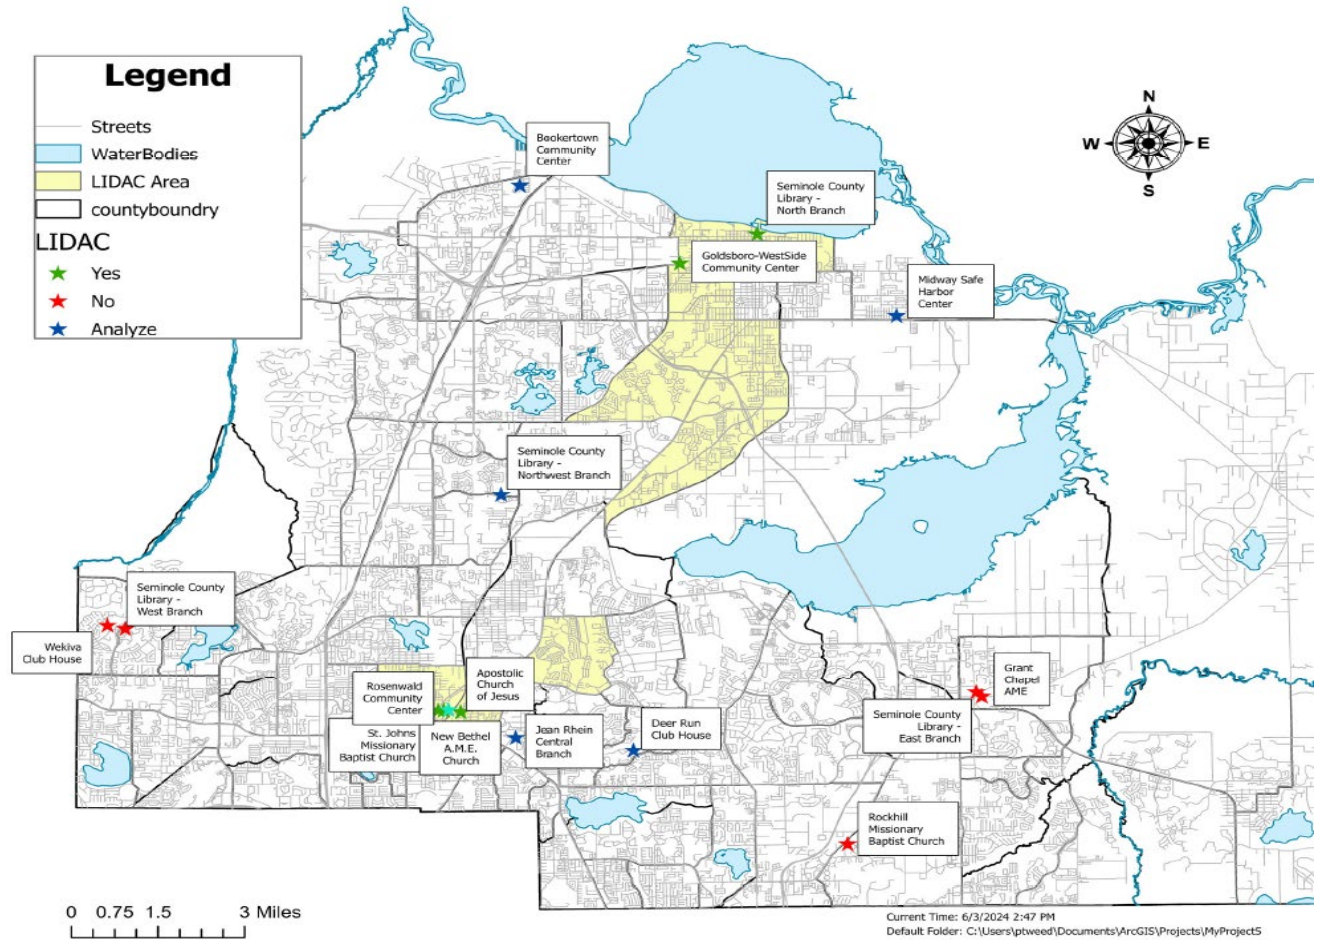 Legend
Streets
WaterBodies
LIDAC Area
countyboundry
LIDAC
Yes
No
Analyze
N
W
E
S
Bookertown
Community
Center
Seminole County
Library -
North Branch
Goldsboro-WestSide
Community Center
Midway Safe
Harbor
Center
Seminole County
Library -
Northwest Branch
Seminole County
Library -
West Branch
Wekiva
Club House
Rosenwald
Community
Center
Apostolic
Church
of Jesus
St. Johns
Missionary
Baptist Church
New Bethel
A.M.E.
Church
Jean Rhein
Central
Branch
Deer Run
Club House
Grant
Chapel
AME
Seminole County
Library -
East Branch
Rockhill
Missionary
Baptist Church
0 0.75 1.5 3 Miles
Current Time: 6/3/2024 2:47 PM
Default Folder: C:\Users\ptweed\Documents\ArcGIS\Projects\MyProject5